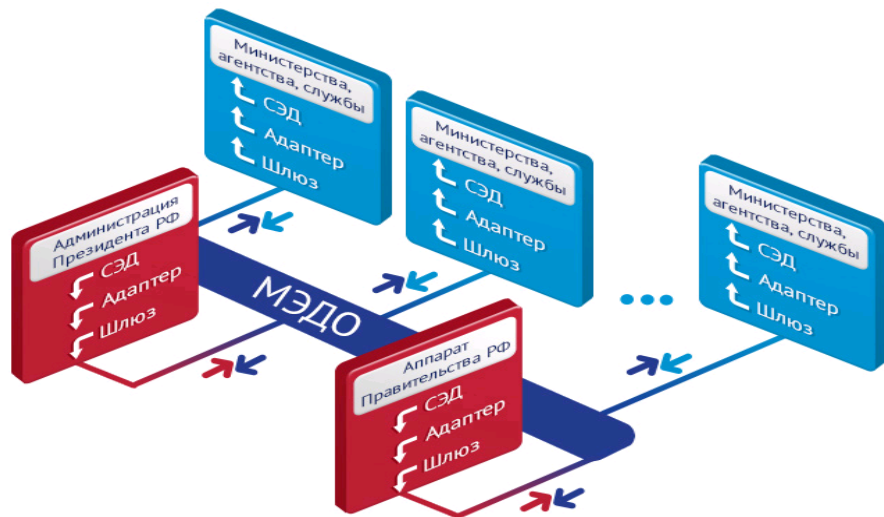 Министерства,
агентства, службы
СЭД
Адаптер
Шлюз
Министерства,
агентства, службы
СЭД
Адаптер
Шлюз
Министерства,
агентства, службы
СЭД
Адаптер
Шлюз
Администрация
Президента РФ
СЭД
Адаптер
Шлюз
МЭДО
Аппарат
Правительства РФ
СЭД
Адаптер
Шлюз